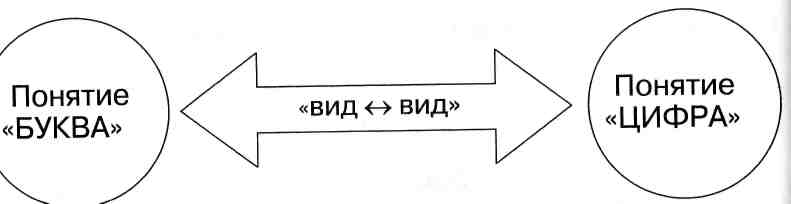 Понятие
«БУКВА»
«вид ↔ вид»
Понятие
«ЦИФРА»